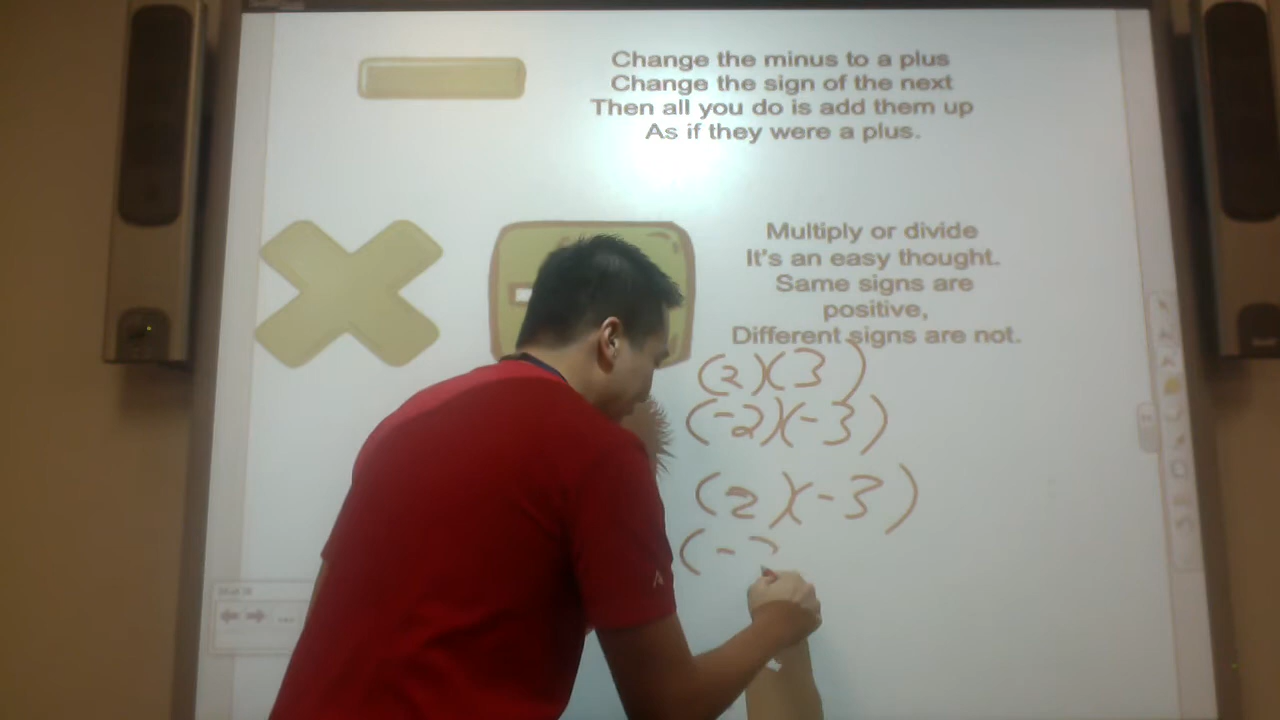 Change the minus to a plus
Change the sign of the next
Then all you do is add them up
As if they were a plus.
Multiply or divide
It's an easy thought.
Same signs are
positive,
Different signs are not.
(2)(3)
(-2)(-3)
(2)(-3)
(-2